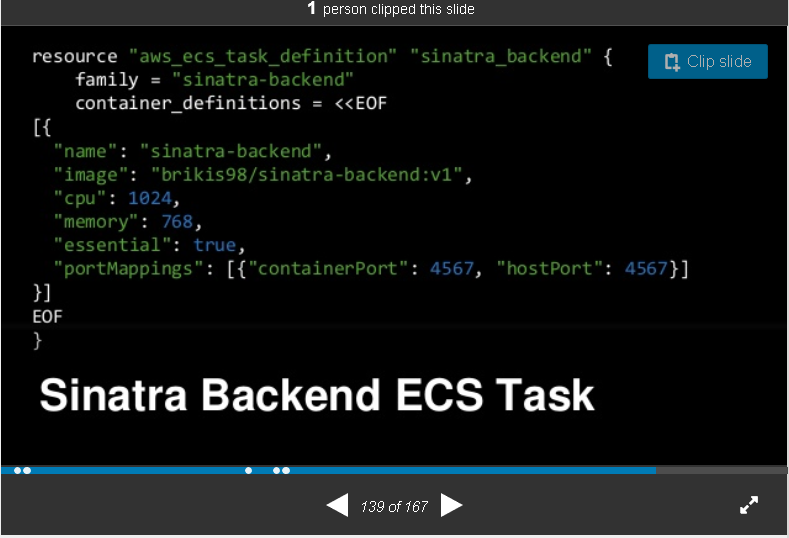 1 person clipped this slide
resource "aws_ecs_task_definition" "sinatra_backend" {
Clip slide
    family = "sinatra-backend"
    container_definitions = <<EOF
[{
  "name": "sinatra-backend",
  "image": "brikis98/sinatra-backend:v1",
  "cpu": 1024,
  "memory": 768,
  "essential": true,
  "portMappings": [{"containerPort": 4567, "hostPort": 4567}]
}]
EOF
}
Sinatra Backend ECS Task
139 of 167